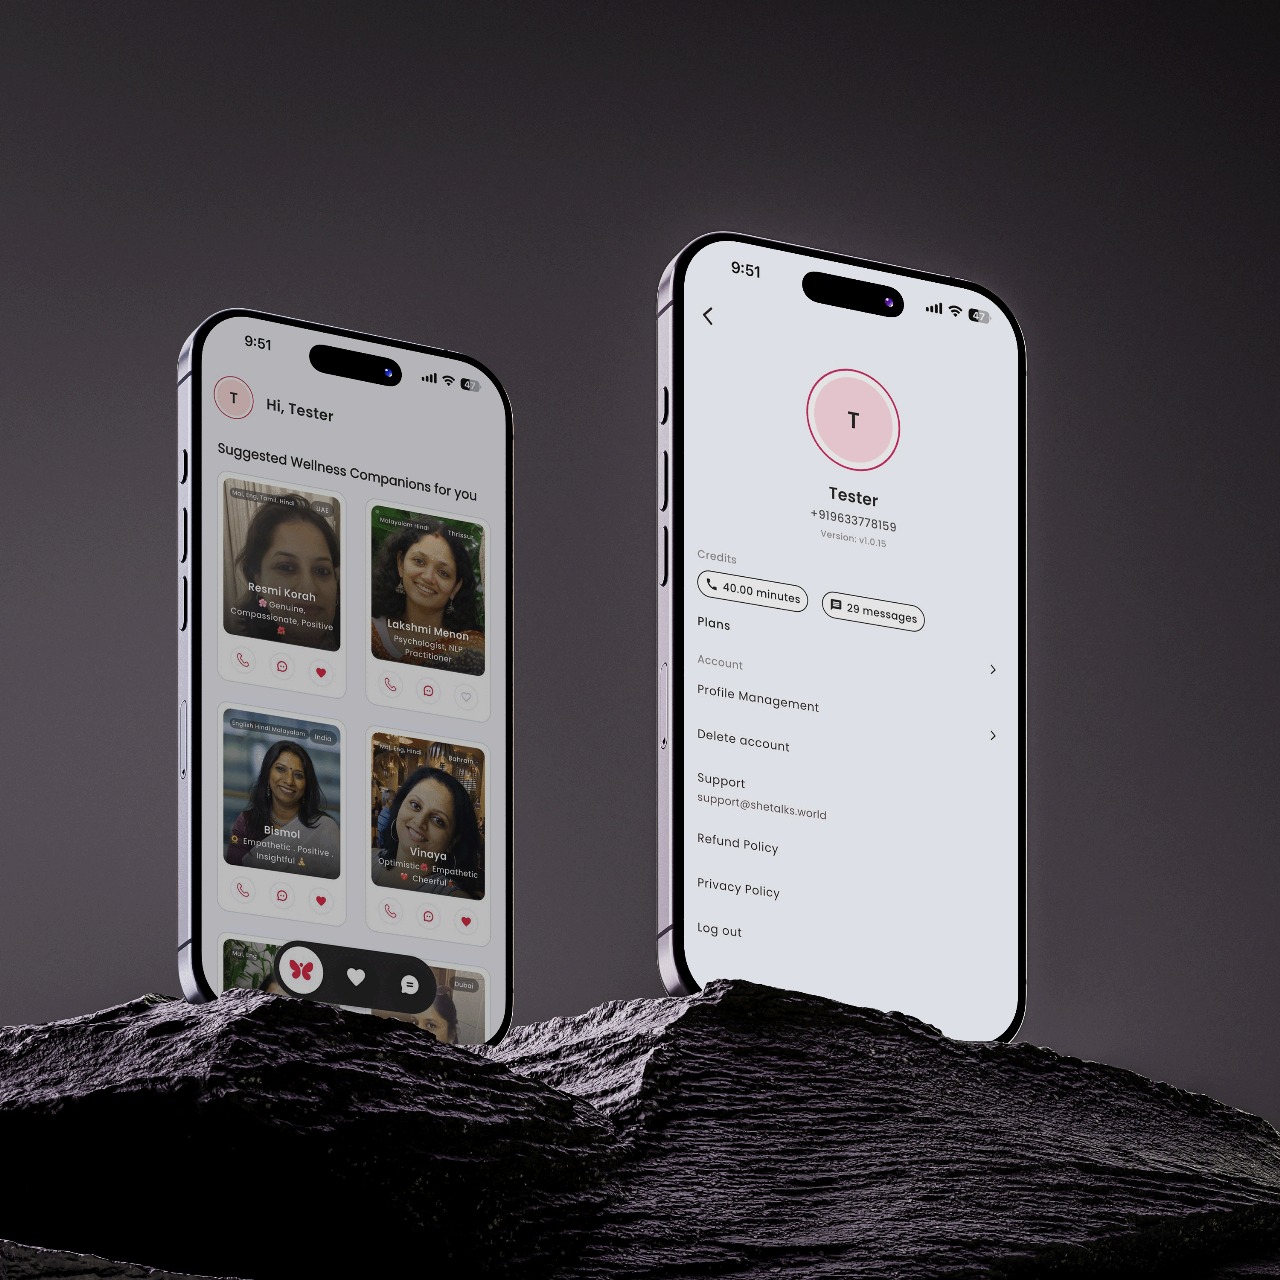 9:51
47
T
Hi, Tester
Suggested Wellness Companions for you
Mal, Eng, Tamil, Hindi
UAE
Resmi Korah
🌸Genuine,
Compassionate, Positive
🌺
Malayalam Hindi
Thrissur
Lakshmi Menon
Psychologist, NLP
Practitioner
English Hindi Malayalam
India
Bismol
🌻 Empathetic . Positive .
Insightful 🧘
Mal, Eng, Hindi
Bahrain
Vinaya
Optimistic🌺 Empathetic
Cheerful
Mal, Eng
Dubai
9:51
47
T
Tester
+919633778159
Version: v1.0.15
Credits
40.00 minutes
29 messages
Plans
Account
Profile Management
Delete account
Support
support@shetalks.world
Refund Policy
Privacy Policy
Log out